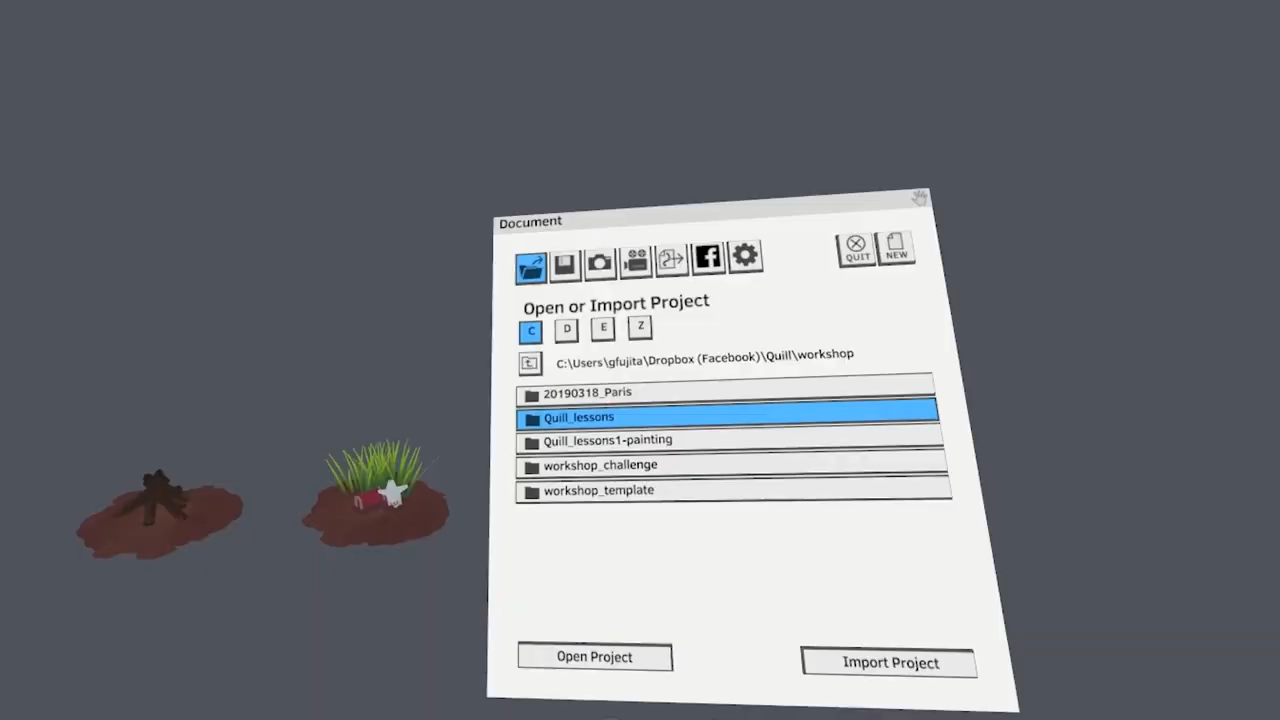 Document
QUIT NEW
Open or Import Project
C D E Z
C:\Users\gfujita\Dropbox (Facebook)\Quill\workshop
20190318_Paris
Quill_lessons
Quill_lessons1-painting
workshop_challenge
workshop_template
Open Project Import Project